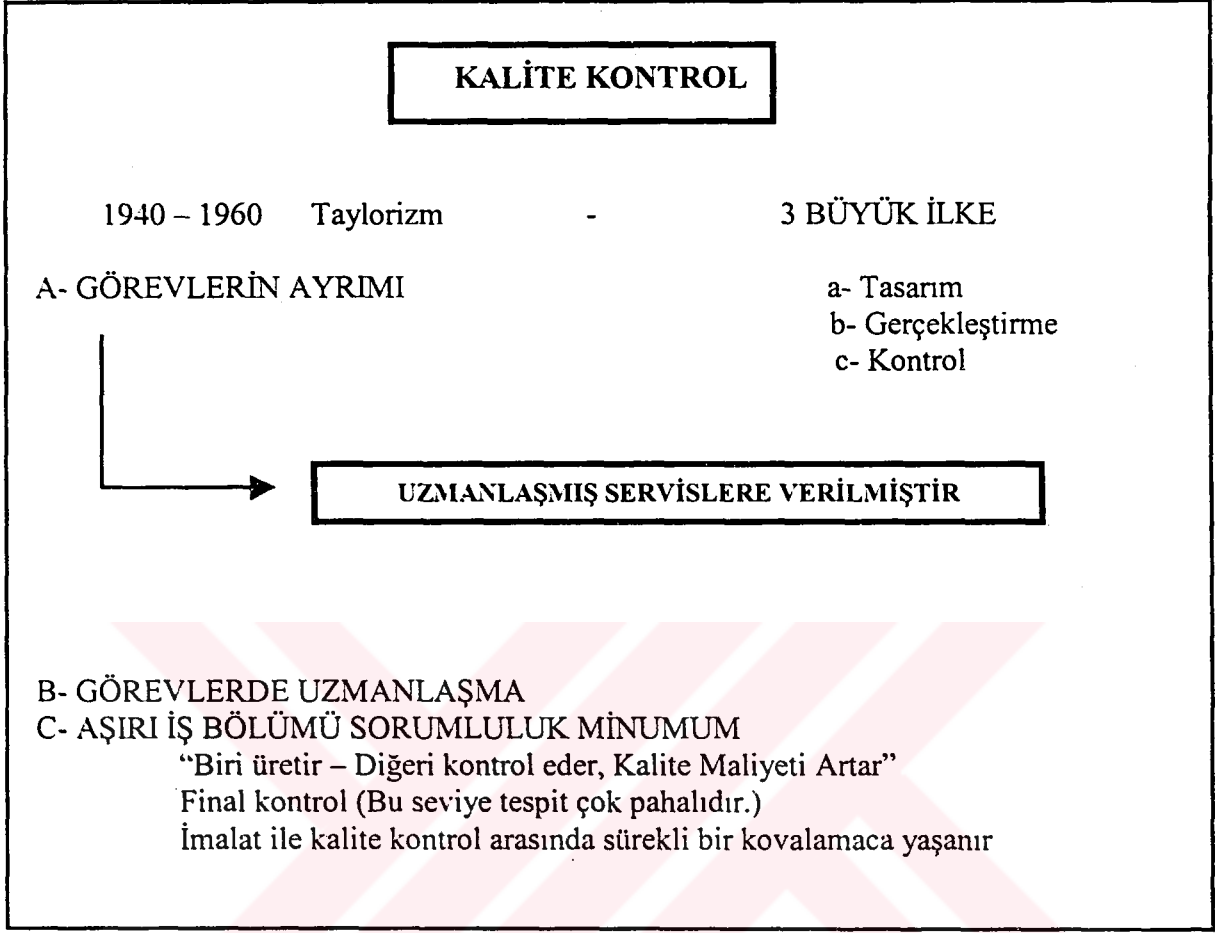 KALİTE KONTROL
1940 – 1960 Taylorizm - 3 BÜYÜK İLKE
A- GÖREVLERİN AYRIMI a- Tasarım
b- Gerçekleştirme
c- Kontrol
UZMANLAŞMIŞ SERVİSLERE VERİLMİŞTİR
B- GÖREVLERDE UZMANLAŞMA
C- AŞIRI İŞ BÖLÜMÜ SORUMLULUK MİNUMUM
“Biri üretir – Diğeri kontrol eder, Kalite Maliyeti Artar”
Final kontrol (Bu seviye tespit çok pahalıdır.)
İmalat ile kalite kontrol arasında sürekli bir kovalamaca yaşanır